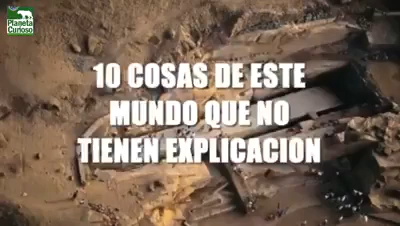 Planeta
Curioso
10 COSAS DE ESTE
MUNDO QUE NO
TIENEN EXPLICACION